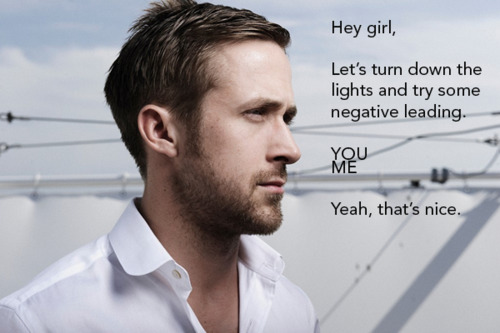 Hey girl,
Let's turn down the
lights and try some
negative leading.
YOU
ME
Yeah, that's nice.